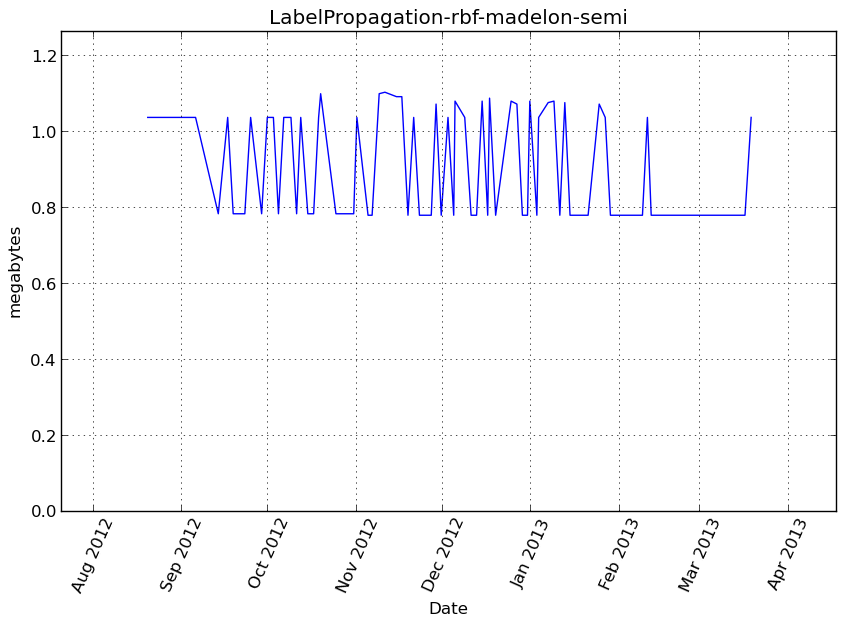 LabelPropagation-rbf-madelon-semi
1.2
1.0
0.8
0.6
0.4
0.2
0.0
megabytes
Aug 2012
Sep 2012
Oct 2012
Nov 2012
Dec 2012
Jan 2013
Feb 2013
Mar 2013
Apr 2013
Date